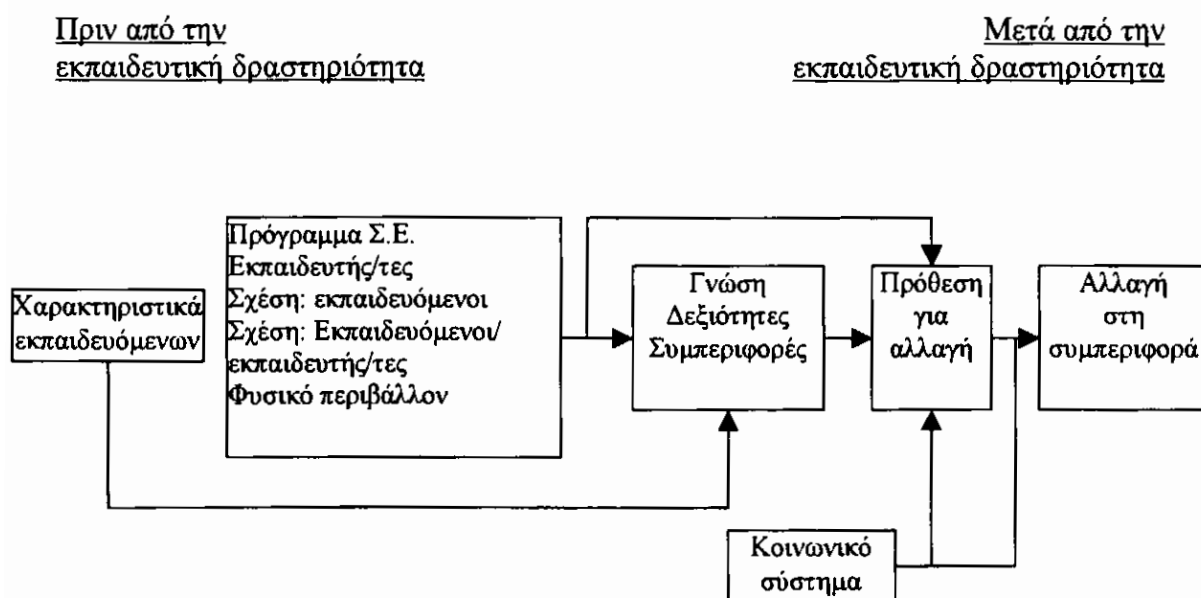 Πριν από την
εκπαιδευτική δραστηριότητα
Μετά από την
εκπαιδευτική δραστηριότητα
Χαρακτηριστικά
εκπαιδευόμενων
Πρόγραμμα Σ.Ε.
Εκπαιδευτής/τες
Σχέση: εκπαιδευόμενοι
Σχέση: Εκπαιδευόμενοι/
εκπαιδευτής/τες
Φυσικό περιβάλλον
Γνώση
Δεξιότητες
Συμπεριφορές
Πρόθεση
για
αλλαγή
Αλλαγή
στη
συμπεριφορά
Κοινωνικό
σύστημα